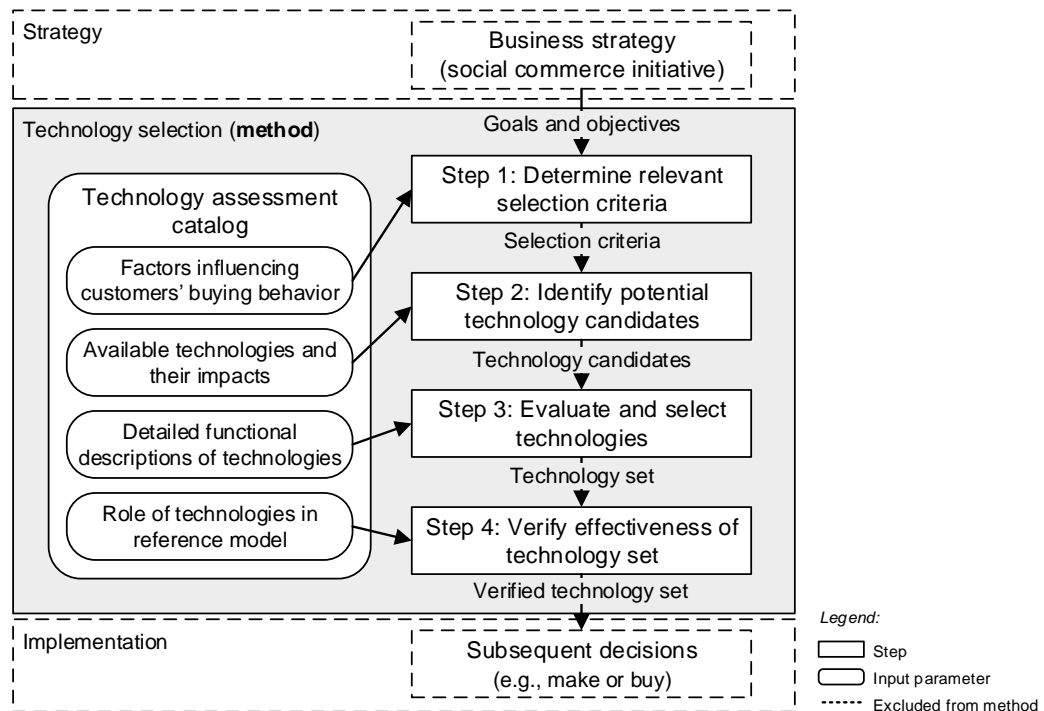 Strategy
Business strategy
(social commerce initiative)
Technology selection (method)
Goals and objectives
Technology assessment
catalog
Factors influencing
customers’ buying behavior
Available technologies and
their impacts
Detailed functional
descriptions of technologies
Role of technologies in
reference model
Step 1: Determine relevant
selection criteria
Selection criteria
Step 2: Identify potential
technology candidates
Technology candidates
Step 3: Evaluate and select
technologies
Technology set
Step 4: Verify effectiveness of
technology set
Verified technology set
Implementation
Subsequent decisions
(e.g., make or buy)
Legend:
Step
Input parameter
Excluded from method